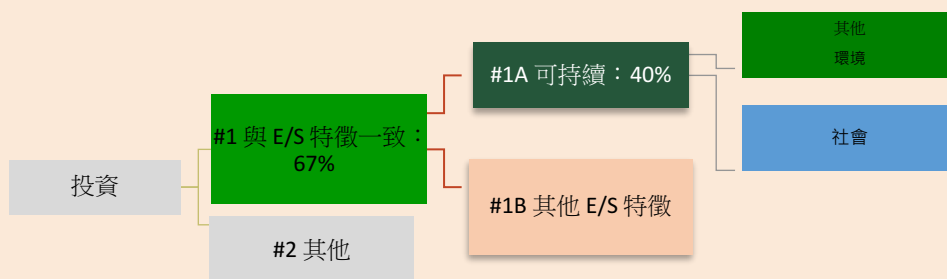 投資
#1 與 E/S 特徵一致：
67%
#2 其他
#1A 可持續：40%
#1B 其他 E/S 特徵
其他
環境
社會